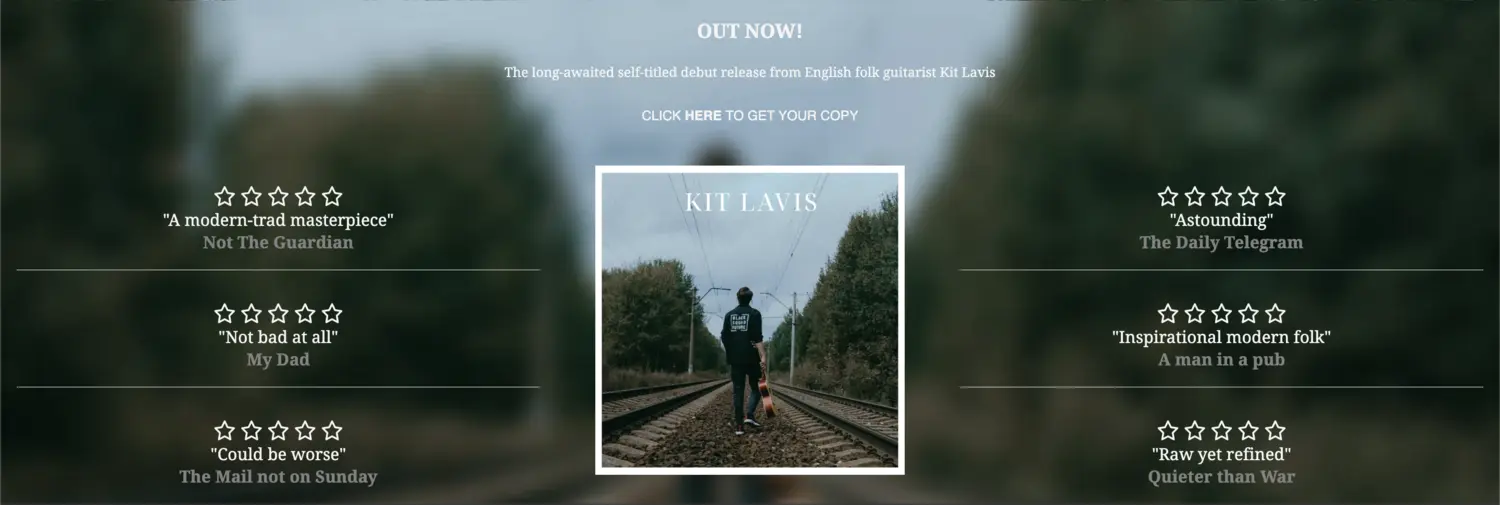 OUT NOW!
The long-awaited self-titled debut release from English folk guitarist Kit Lavis
CLICK HERE TO GET YOUR COPY
"A modern-trad masterpiece"
Not The Guardian
"Not bad at all"
My Dad
"Could be worse"
The Mail not on Sunday
KIT LAVIS
"Astounding"
The Daily Telegram
"Inspirational modern folk"
A man in a pub
"Raw yet refined"
Quieter than War